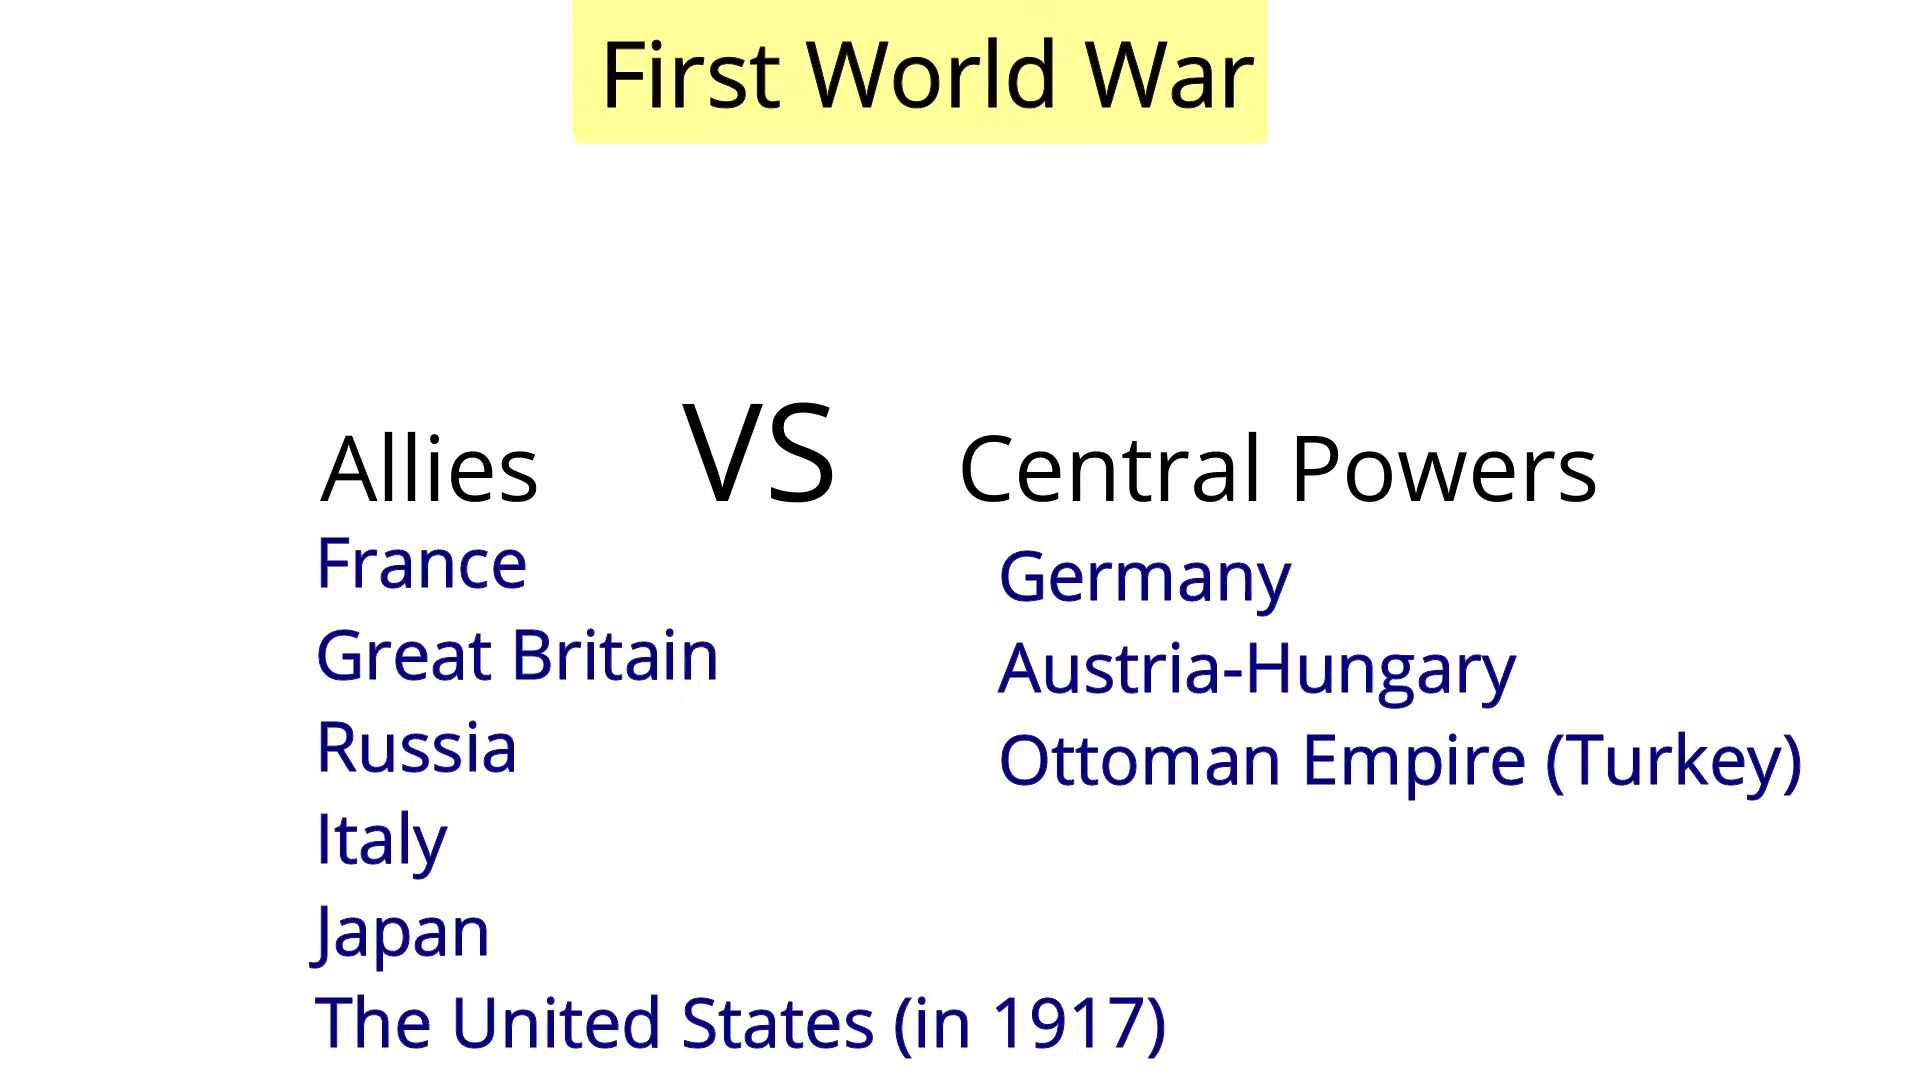 First World War
Allies VS Central Powers
France
Great Britain
Russia
Italy
Japan
The United States (in 1917)
Germany
Austria-Hungary
Ottoman Empire (Turkey)